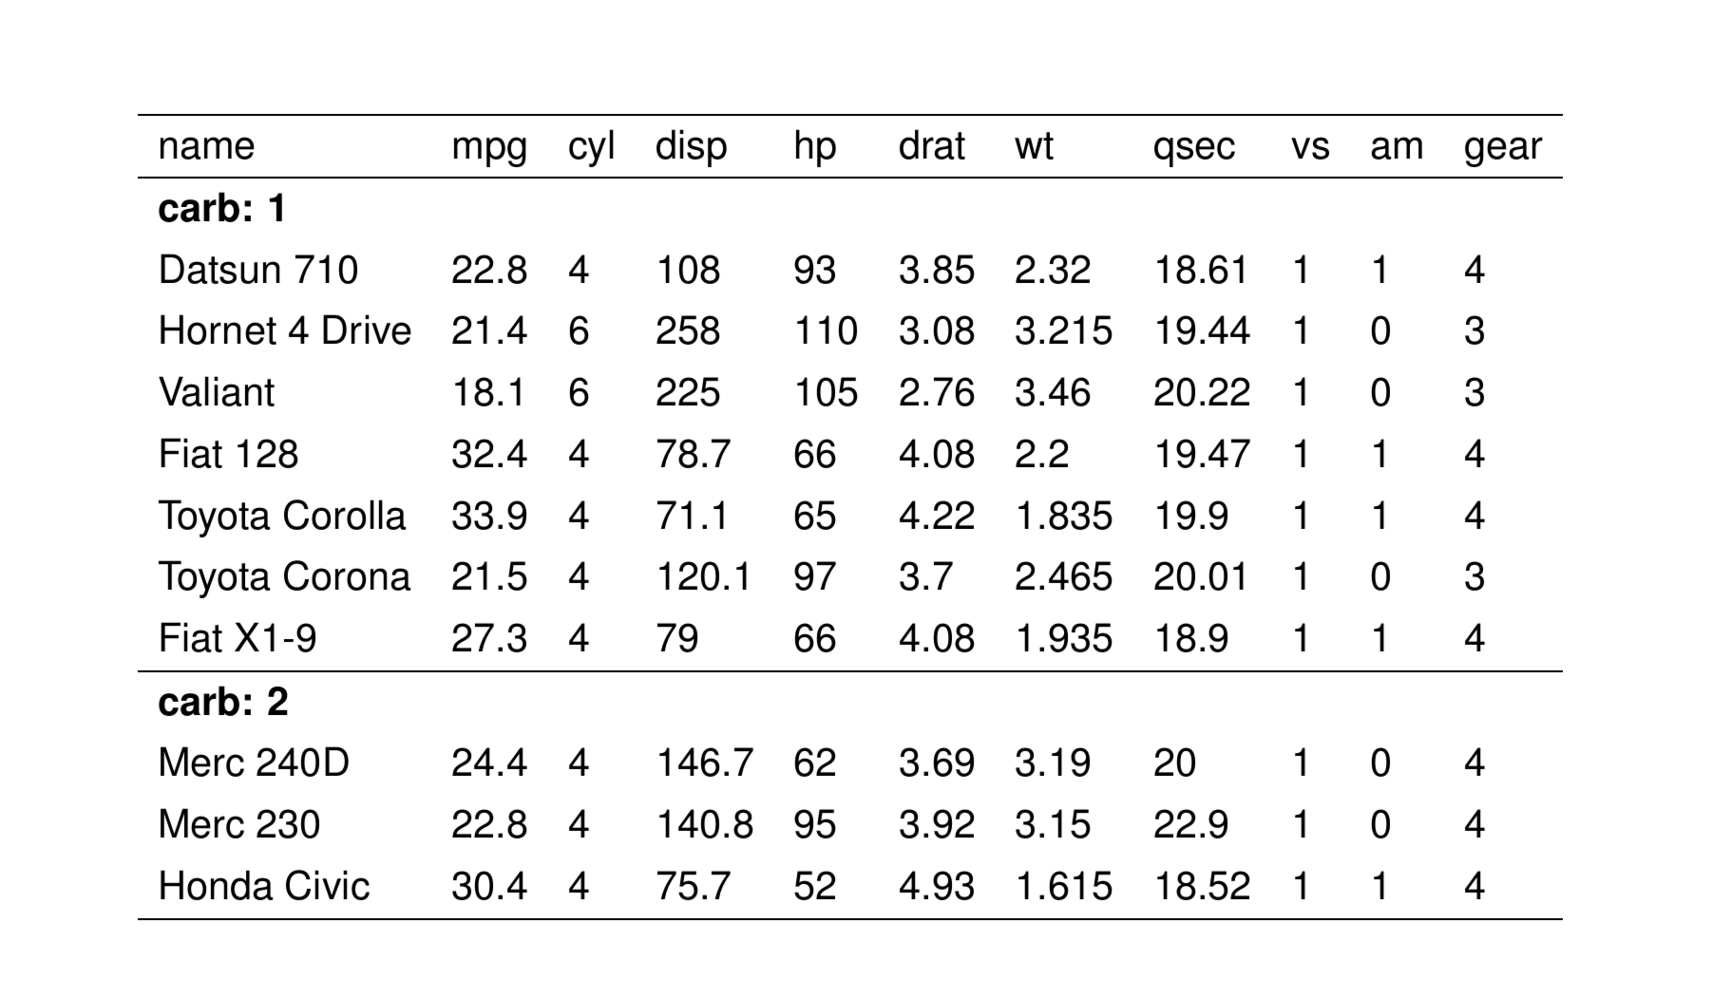 name mpg cyl disp hp drat wt qsec vs am gear
carb: 1
Datsun 710 22.8 4 108 93 3.85 2.32 18.61 1 1 4
Hornet 4 Drive 21.4 6 258 110 3.08 3.215 19.44 1 0 3
Valiant 18.1 6 225 105 2.76 3.46 20.22 1 0 3
Fiat 128 32.4 4 78.7 66 4.08 2.2 19.47 1 1 4
Toyota Corolla 33.9 4 71.1 65 4.22 1.835 19.9 1 1 4
Toyota Corona 21.5 4 120.1 97 3.7 2.465 20.01 1 0 3
Fiat X1-9 27.3 4 79 66 4.08 1.935 18.9 1 1 4
carb: 2
Merc 240D 24.4 4 146.7 62 3.69 3.19 20 1 0 4
Merc 230 22.8 4 140.8 95 3.92 3.15 22.9 1 0 4
Honda Civic 30.4 4 75.7 52 4.93 1.615 18.52 1 1 4